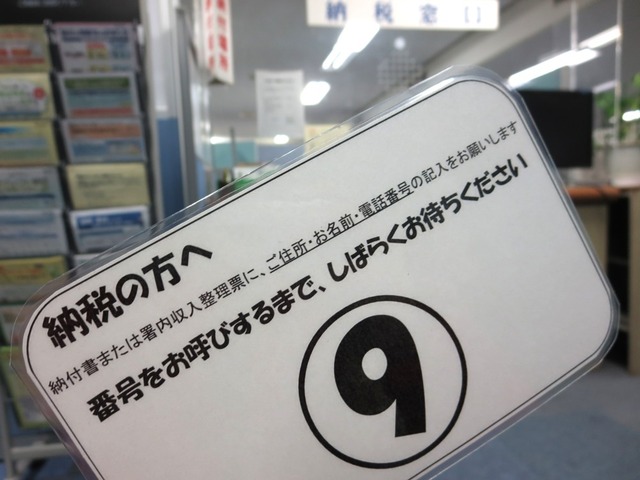 納税窓口
納税の方へ
納付書または署内収入整理票に、ご住所・お名前・電話番号の記入をお願いします
番号をお呼びするまで、しばらくお待ちください
9